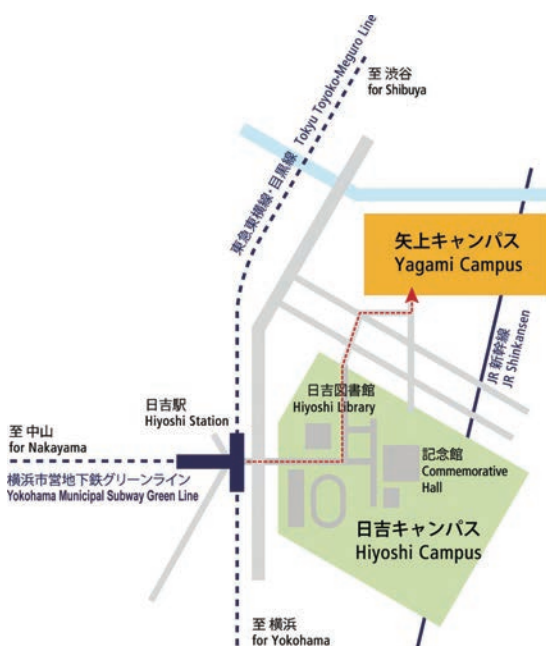 至 渋谷
for Shibuya
東急東横線・目黒線 Tokyu Toyoko-Meguro Line
矢上キャンパス
Yagami Campus
JR 新幹線
JR Shinkansen
日吉図書館
Hiyoshi Library
日吉駅
Hiyoshi Station
至 中山
for Nakayama
横浜市営地下鉄グリーンライン
Yokohama Municipal Subway Green Line
記念館
Commemorative
Hall
日吉キャンパス
Hiyoshi Campus
至 横浜
for Yokohama